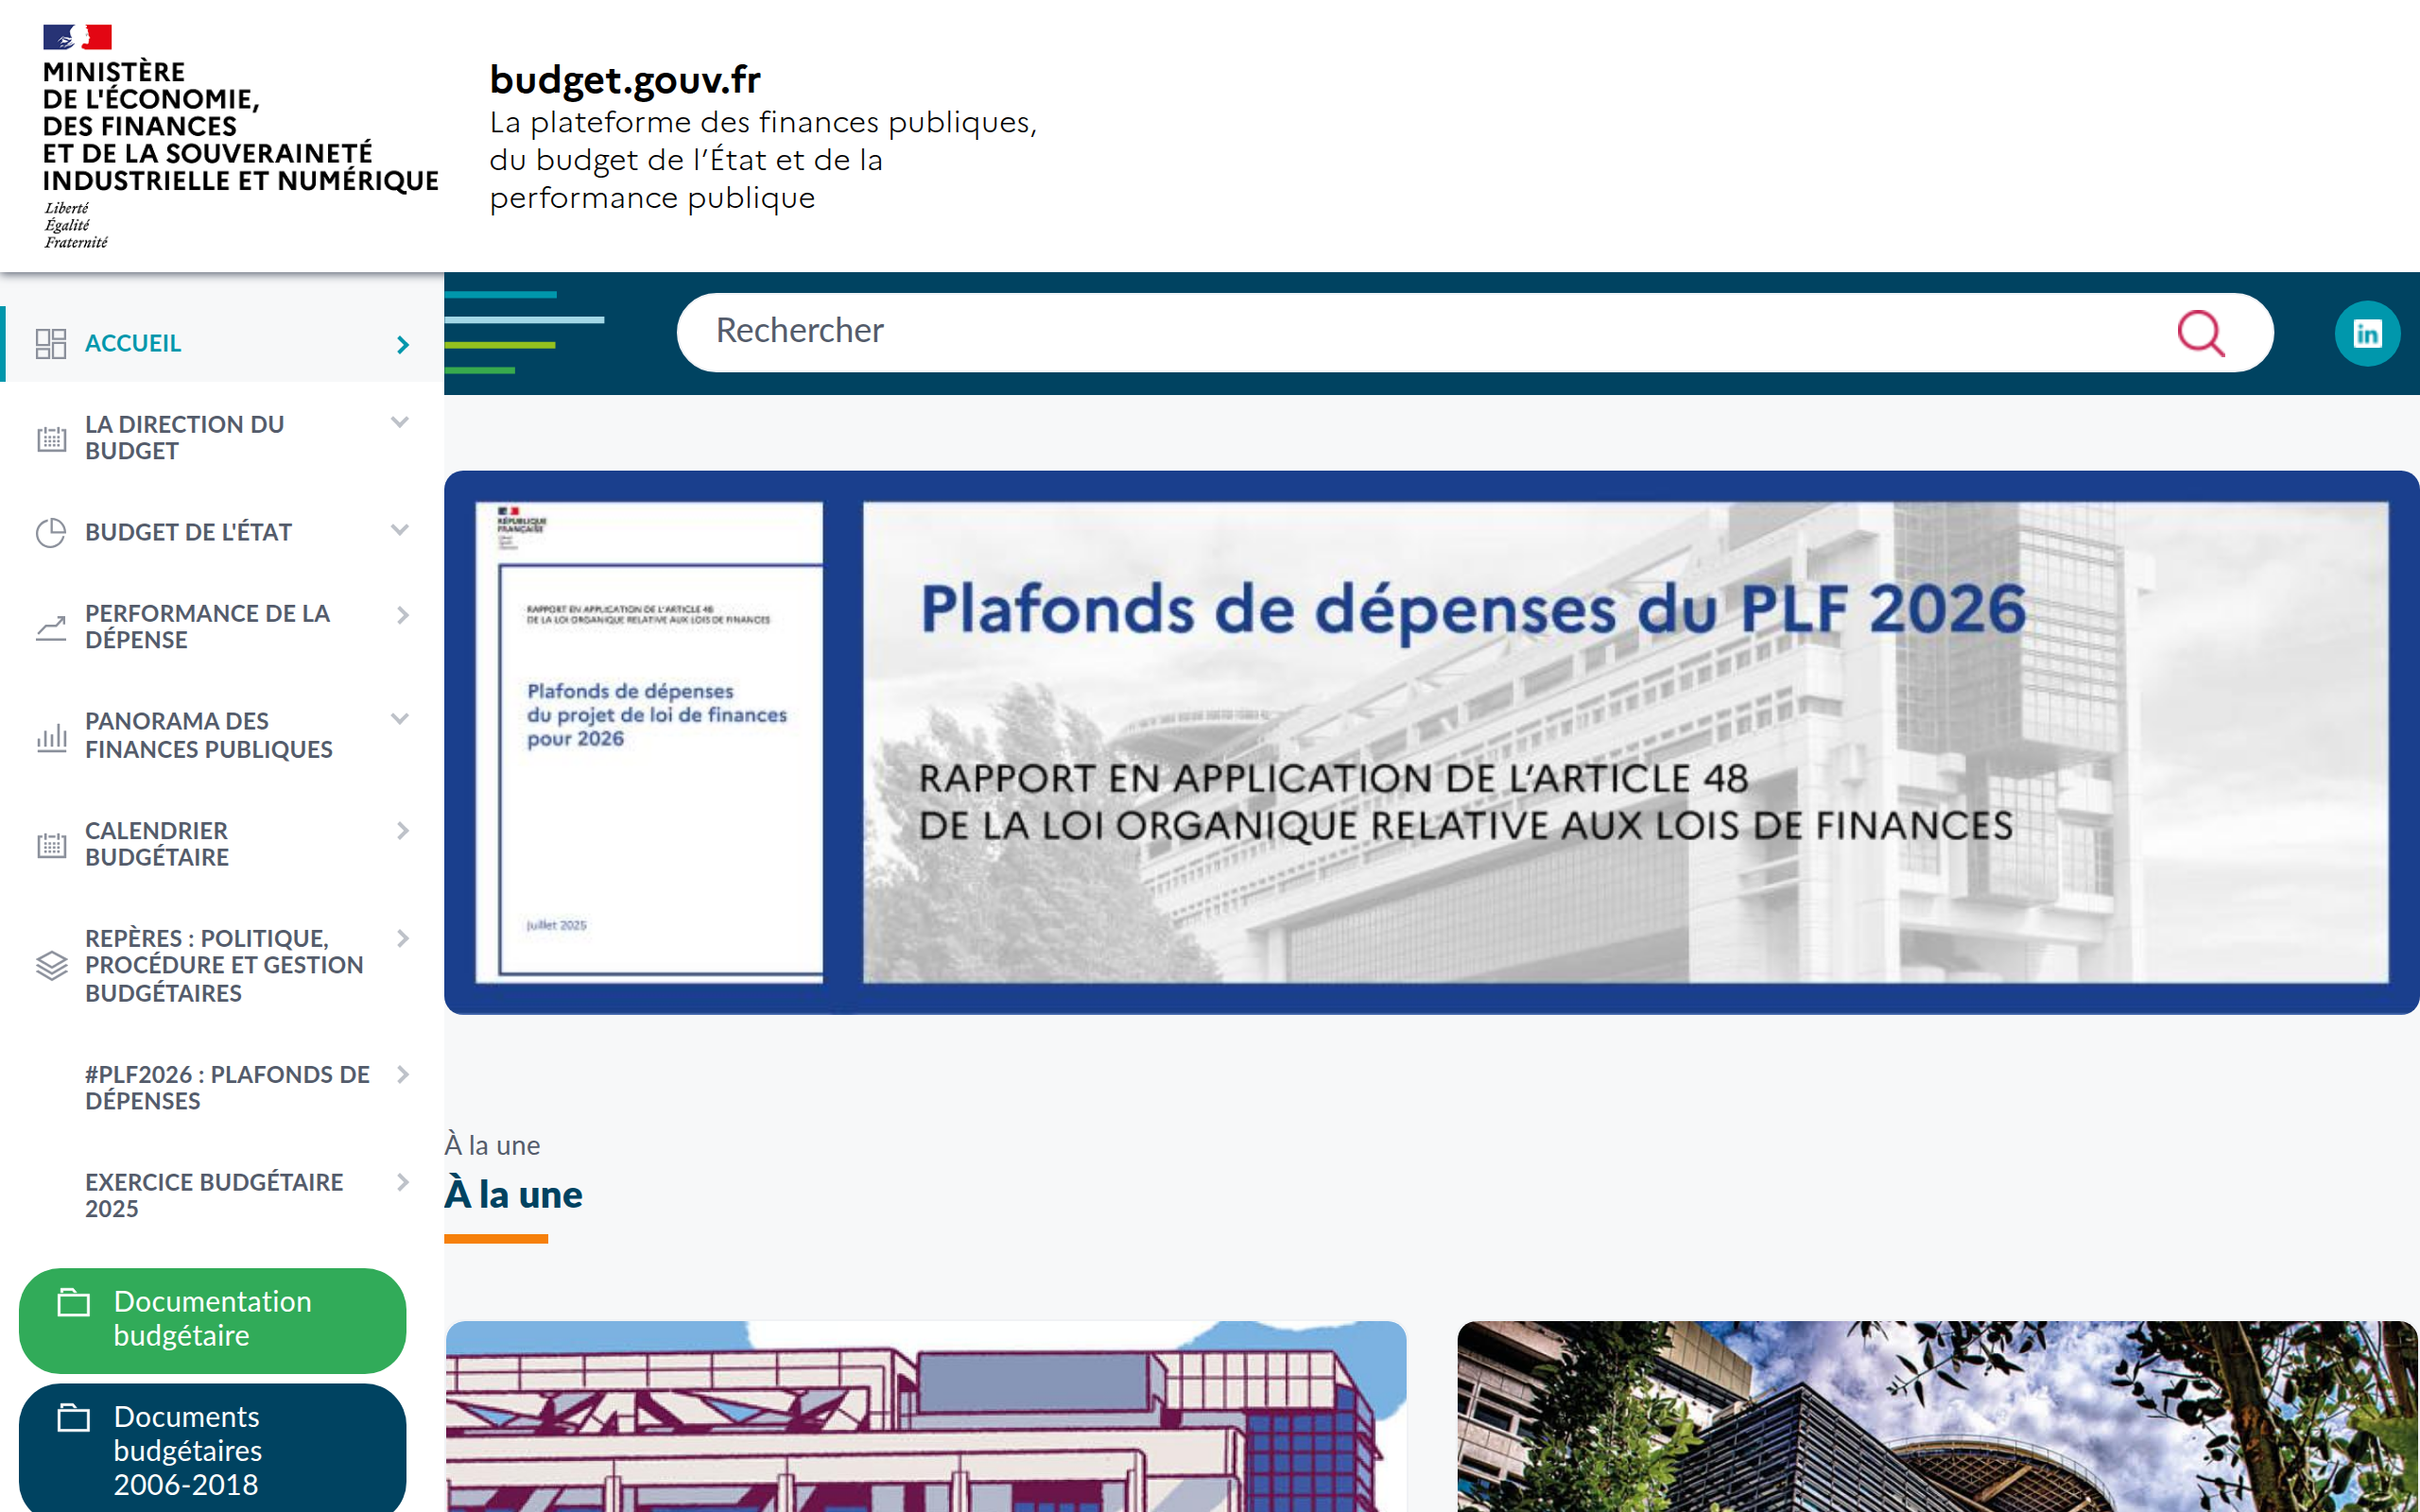 MINISTÈRE
DE L'ÉCONOMIE,
DES FINANCES
ET DE LA SOUVERAINETÉ
INDUSTRIELLE ET NUMÉRIQUE
Liberté
Égalité
Fraternité
budget.gouv.fr
La plateforme des finances publiques,
du budget de l’État et de la
performance publique
ACCUEIL
LA DIRECTION DU
BUDGET
BUDGET DE L'ÉTAT
PERFORMANCE DE LA
DÉPENSE
PANORAMA DES
FINANCES PUBLIQUES
CALENDRIER
BUDGÉTAIRE
REPÈRES : POLITIQUE,
PROCÉDURE ET GESTION
BUDGÉTAIRES
#PLF2026 : PLAFONDS DE
DÉPENSES
EXERCICE BUDGÉTAIRE
2025
Documentation
budgétaire
Documents
budgétaires
2006-2018
Rechercher
in
RÉPUBLIQUE
FRANÇAISE
RAPPORT EN APPLICATION DE L'ARTICLE 48
DE LA LOI ORGANIQUE RELATIVE AUX LOIS DE FINANCES
Plafonds de dépenses
du projet de loi de finances
pour 2026
Juillet 2025
Plafonds de dépenses du PLF 2026
RAPPORT EN APPLICATION DE L’ARTICLE 48
DE LA LOI ORGANIQUE RELATIVE AUX LOIS DE FINANCES
À la une
À la une